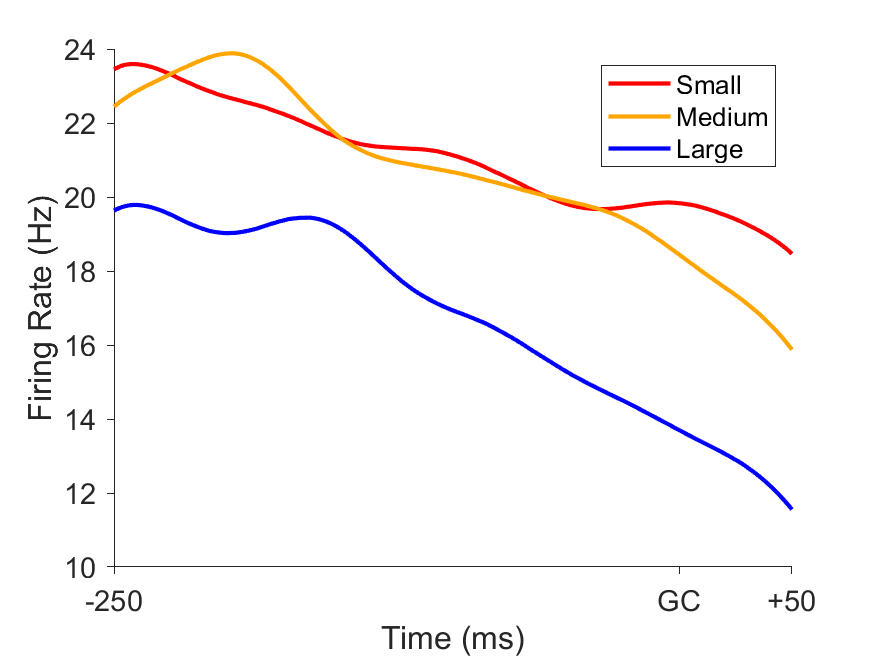 24
22
20
18
16
14
12
10
Firing Rate (Hz)
Small
Medium
Large
-250
GC
+50
Time (ms)